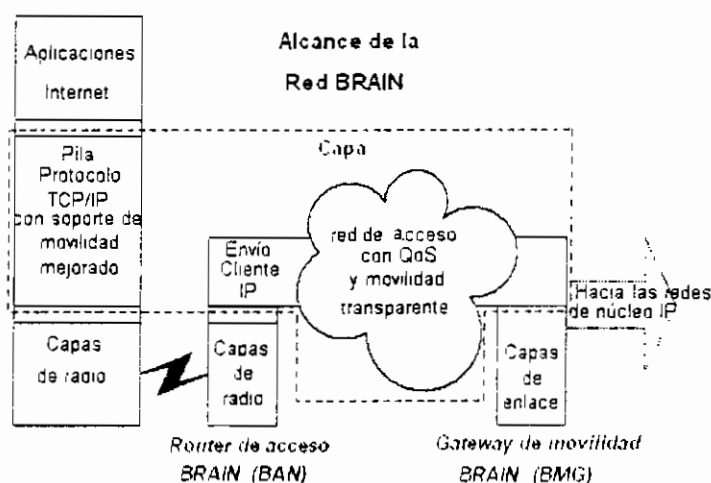 Alcance de la
Red BRAIN
Aplicaciones
Internet
Capa
Pila
Protocolo
TCP/IP
con soporte de
movilidad
mejorado
Envío
Cliente
IP
red de acceso
con QoS
y movilidad
transparente
Hacia las redes
de núcleo IP
Capas
de radio
Capas
de
radio
Capas
de
enlace
Router de acceso
BRAIN (BAN)
Gateway de movilidad
BRAIN (BMG)